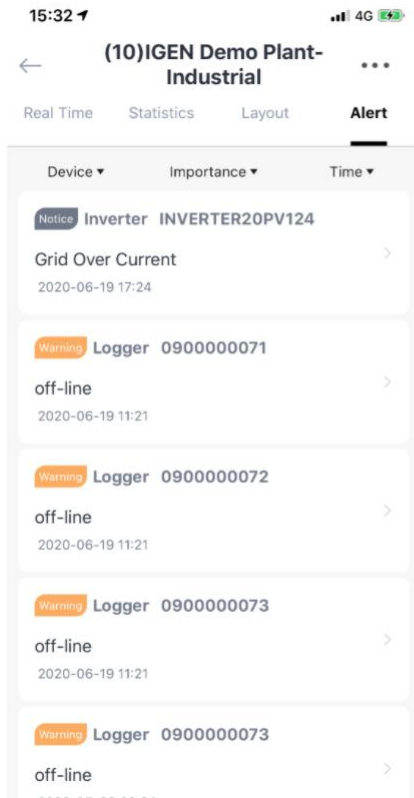 15:32
4G
(10)IGEN Demo Plant-
Industrial
Real Time Statistics Layout Alert
Device Importance Time
Notice Inverter INVERTER20PV124
Grid Over Current
2020-06-19 17:24
Warning Logger 0900000071
off-line
2020-06-19 11:21
Warning Logger 0900000072
off-line
2020-06-19 11:21
Warning Logger 0900000073
off-line
2020-06-19 11:21
Warning Logger 0900000073
off-line